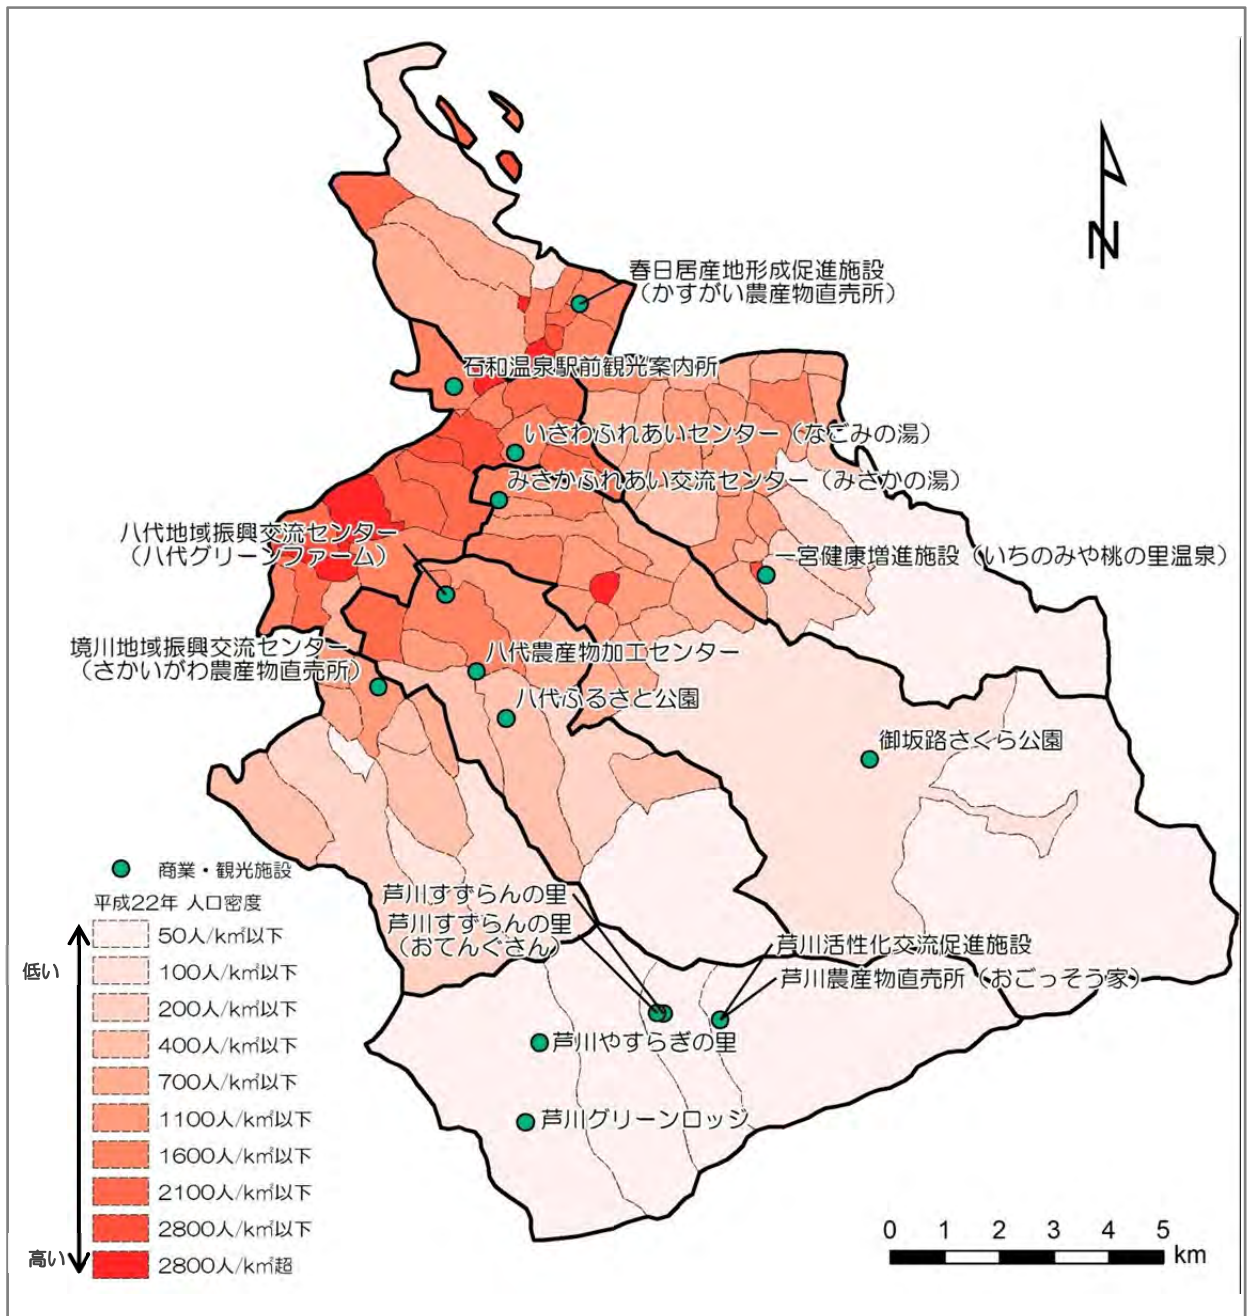 N
春日居産地形成促進施設
（かすがい農産物直売所）
石和温泉駅前観光案内所
いさわふれあいセンター（なごみの湯）
みさかふれあい交流センター（みさかの湯）
八代地域振興交流センター
（八代グリーンファーム）
一宮健康増進施設（いちのみや桃の里温泉）
境川地域振興交流センター
（さかいがわ農産物直売所）
八代農産物加工センター
八代ふるさと公園
御坂路さくら公園
芦川すずらんの里
芦川すずらんの里
（おてんぐさん）
芦川活性化交流促進施設
芦川農産物直売所（おごっそう家）
芦川やすらぎの里
芦川グリーンロッジ
商業・観光施設
平成22年 人口密度
50人/k㎡以下
低い
100人/k㎡以下
200人/k㎡以下
400人/k㎡以下
700人/k㎡以下
1100人/k㎡以下
1600人/k㎡以下
2100人/k㎡以下
2800人/k㎡以下
高い
2800人/k㎡超
0 1 2 3 4 5
km